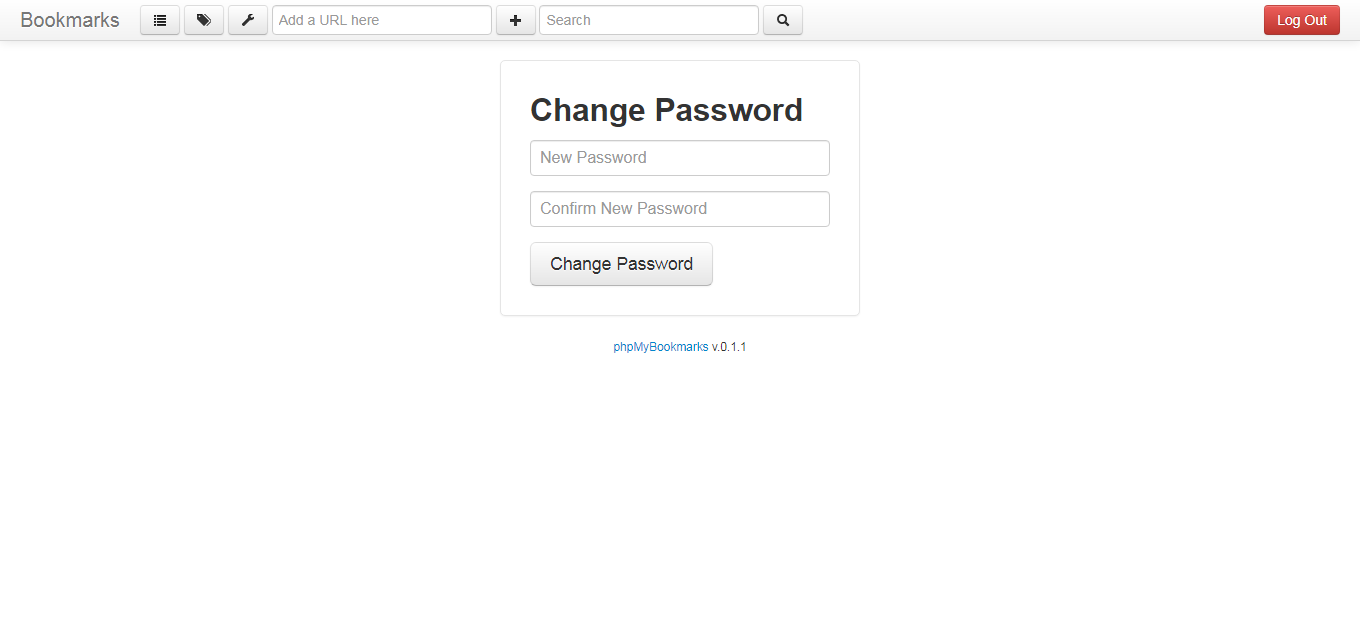 Bookmarks Add a URL here Search Log Out
Change Password
New Password
Confirm New Password
Change Password
phpMyBookmarks v.0.1.1